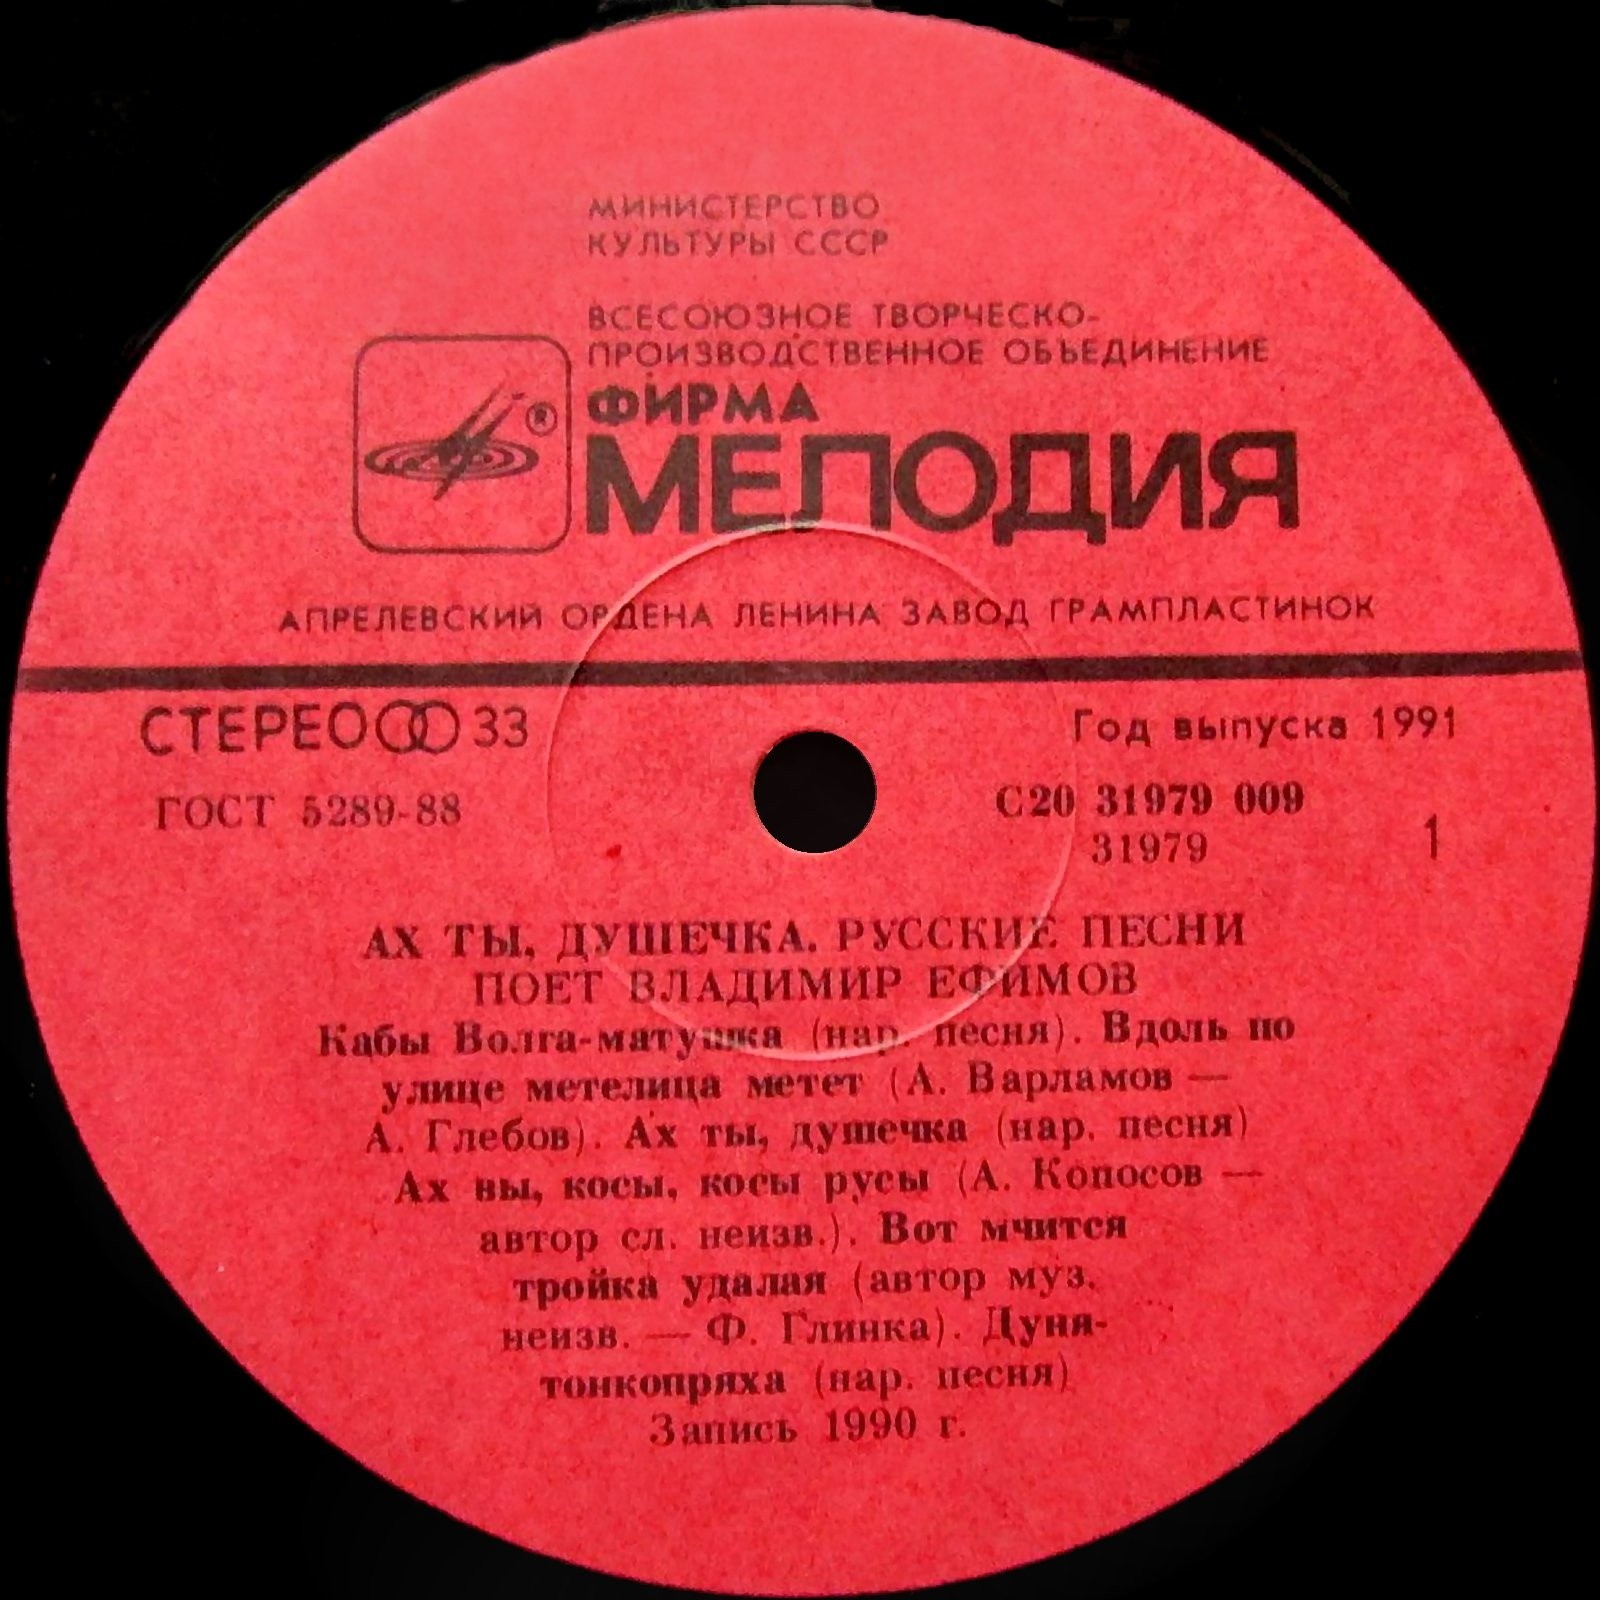 МИНИСТЕРСТВО
КУЛЬТУРЫ СССР
ВСЕСОЮЗНОЕ ТВОРЧЕСКО-
ПРОИЗВОДСТВЕННОЕ ОБЪЕДИНЕНИЕ
®
ФИРМА
МЕЛОДИЯ
АПРЕЛЕВСКИЙ ОРДЕНА ЛЕНИНА ЗАВОД ГРАМПЛАСТИНОК
СТЕРЕО 33
Год выпуска 1991
ГОСТ 5289-88
С20 31979 009
31979
1
АХ ТЫ, ДУШЕЧКА. РУССКИЕ ПЕСНИ
ПОЕТ ВЛАДИМИР ЕФИМОВ
Кабы Волга-матушка (нар. песня). Вдоль по
улице метелица метет (А. Варламов —
А. Глебов). Ах ты, душечка (нар. песня)
Ах вы, косы, косы русы (А. Копосов —
автор сл. неизв.). Вот мчится
тройка удалая (автор муз.
неизв. — Ф. Глинка). Дуня-
тонкопряха (нар. песня)
Запись 1990 г.